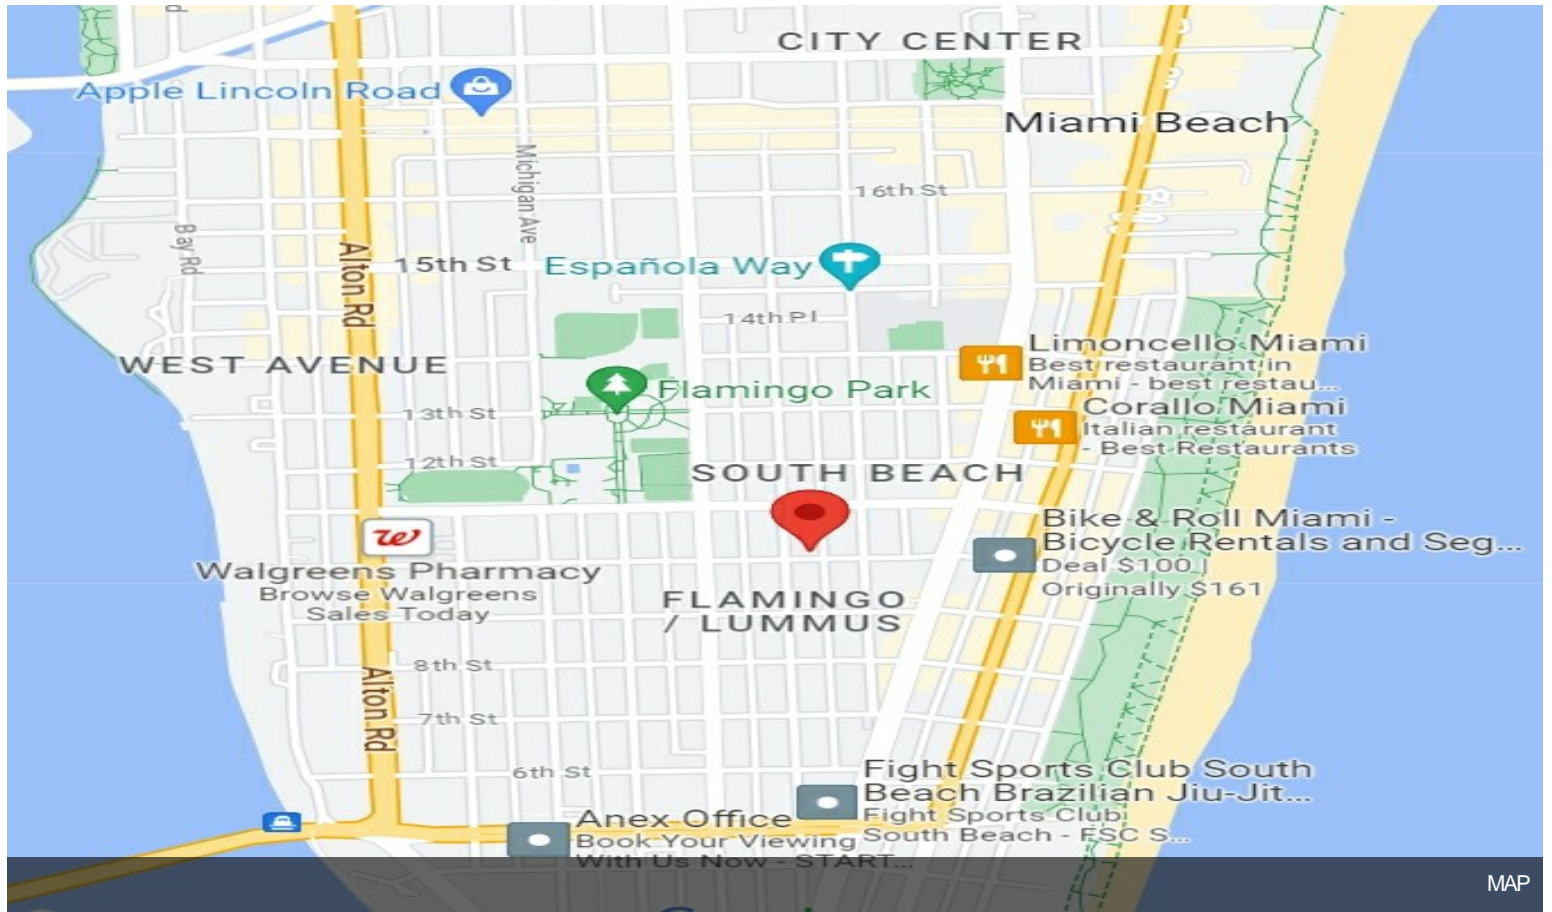 CITY CENTER
Apple Lincoln Road
Miami Beach
Michigan Ave
16th St
Bay Rd
Alton Rd
15th St
Española Way
14th Pl
WEST AVENUE
Limoncello Miami
Best restaurant in
Miami - best restau...
Flamingo Park
Corallo Miami
Italian restaurant
- Best Restaurants
13th St
12th St
SOUTH BEACH
Bike & Roll Miami -
Bicycle Rentals and Seg...
Deal $100 |
Originally $161
Walgreens Pharmacy
Browse Walgreens
Sales Today
FLAMINGO
/ LUMMUS
8th St
Alton Rd
7th St
6th St
Fight Sports Club South
Beach Brazilian Jiu-Jit...
Fight Sports Club
South Beach - FSC S...
Anex Office
Book Your Viewing
With Us Now - START...
MAP